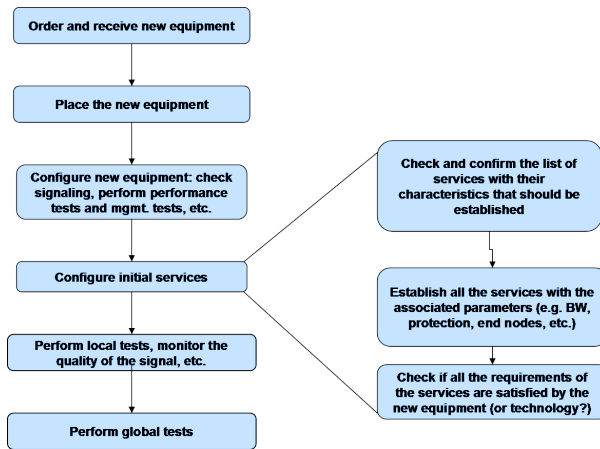 Order and receive new equipment
Place the new equipment
Configure new equipment: check
signaling, perform performance
tests and mgmt. tests, etc.
Configure initial services
Perform local tests, monitor the
quality of the signal, etc.
Perform global tests
Check and confirm the list of
services with their
characteristics that should be
established
Establish all the services with the
associated parameters (e.g. BW,
protection, end nodes, etc.)
Check if all the requirements of
the services are satisfied by the
new equipment (or technology?)